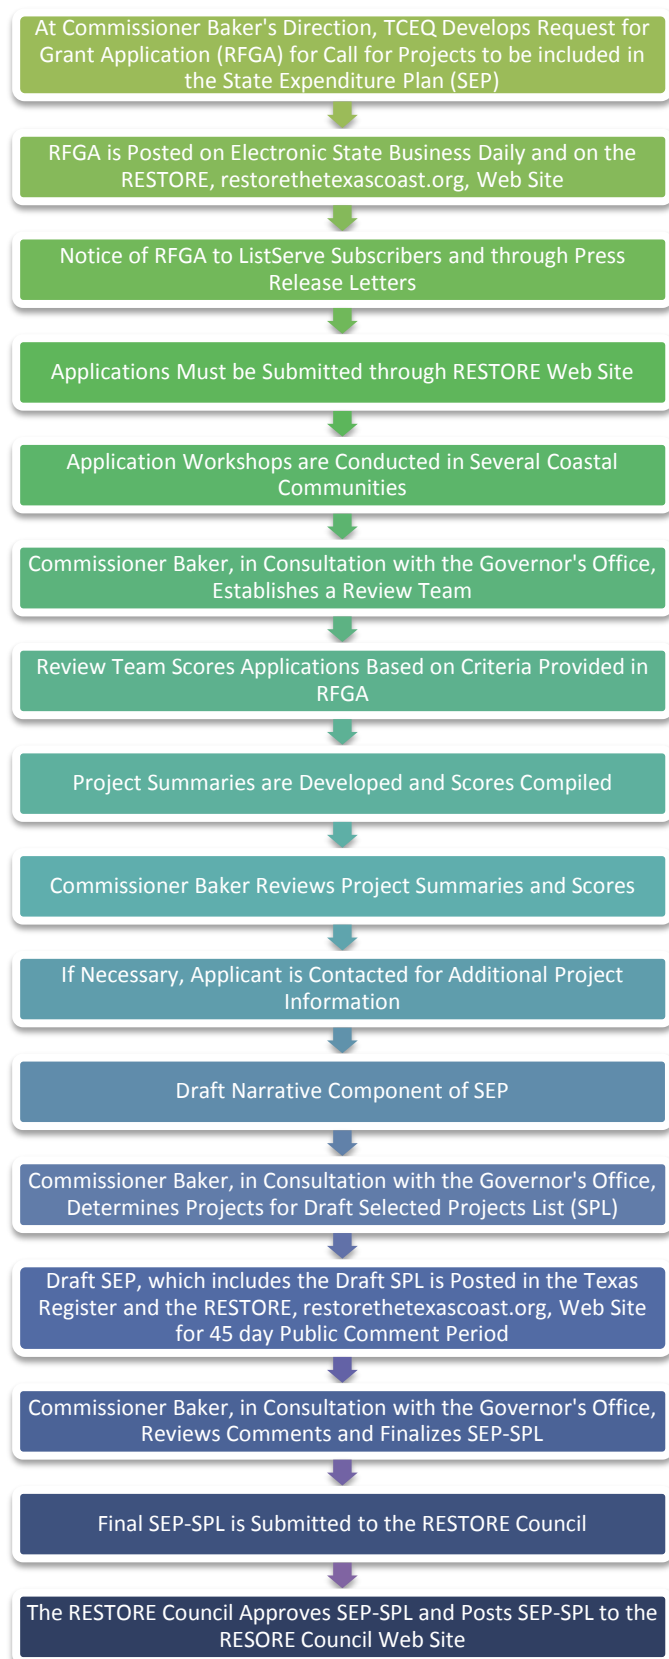 At Commissioner Baker's Direction, TCEQ Develops Request for
Grant Application (RFGA) for Call for Projects to be included in
the State Expenditure Plan (SEP)
RFGA is Posted on Electronic State Business Daily and on the
RESTORE, restorethetexascoast.org, Web Site
Notice of RFGA to ListServe Subscribers and through Press
Release Letters
Applications Must be Submitted through RESTORE Web Site
Application Workshops are Conducted in Several Coastal
Communities
Commissioner Baker, in Consultation with the Governor's Office,
Establishes a Review Team
Review Team Scores Applications Based on Criteria Provided in
RFGA
Project Summaries are Developed and Scores Compiled
Commissioner Baker Reviews Project Summaries and Scores
If Necessary, Applicant is Contacted for Additional Project
Information
Draft Narrative Component of SEP
Commissioner Baker, in Consultation with the Governor's Office,
Determines Projects for Draft Selected Projects List (SPL)
Draft SEP, which includes the Draft SPL is Posted in the Texas
Register and the RESTORE, restorethetexascoast.org, Web Site
for 45 day Public Comment Period
Commissioner Baker, in Consultation with the Governor's Office,
Reviews Comments and Finalizes SEP-SPL
Final SEP-SPL is Submitted to the RESTORE Council
The RESTORE Council Approves SEP-SPL and Posts SEP-SPL to the
RESORE Council Web Site